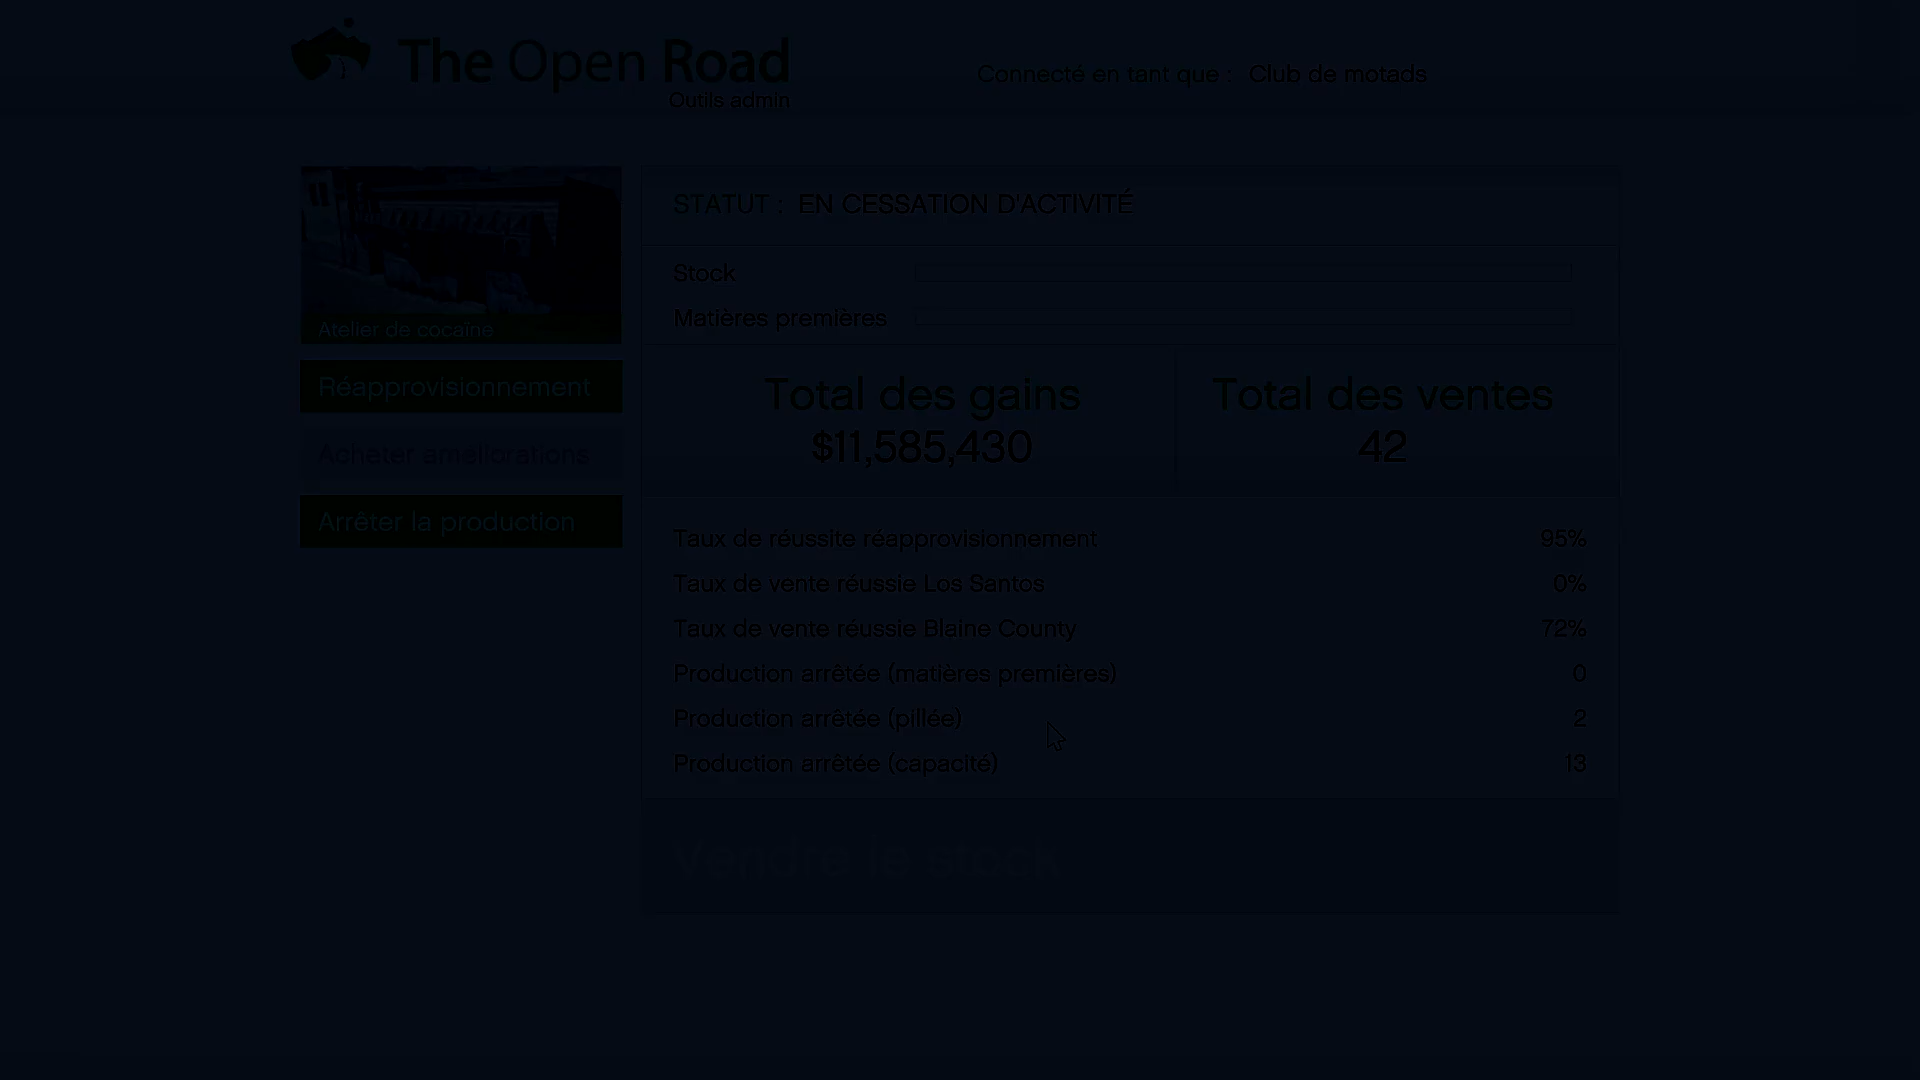 The Open Road
Outils admin
Connecté en tant que : Club de motads
Atelier de cocaïne
Réapprovisionnement
Acheter améliorations
Arrêter la production
STATUT : EN CESSATION D'ACTIVITÉ
Stock
Matières premières
Total des gains
$11,585,430
Total des ventes
42
Taux de réussite réapprovisionnement 95%
Taux de vente réussie Los Santos 0%
Taux de vente réussie Blaine County 72%
Production arrêtée (matières premières) 0
Production arrêtée (pillée) 2
Production arrêtée (capacité) 13
Vendre le stock